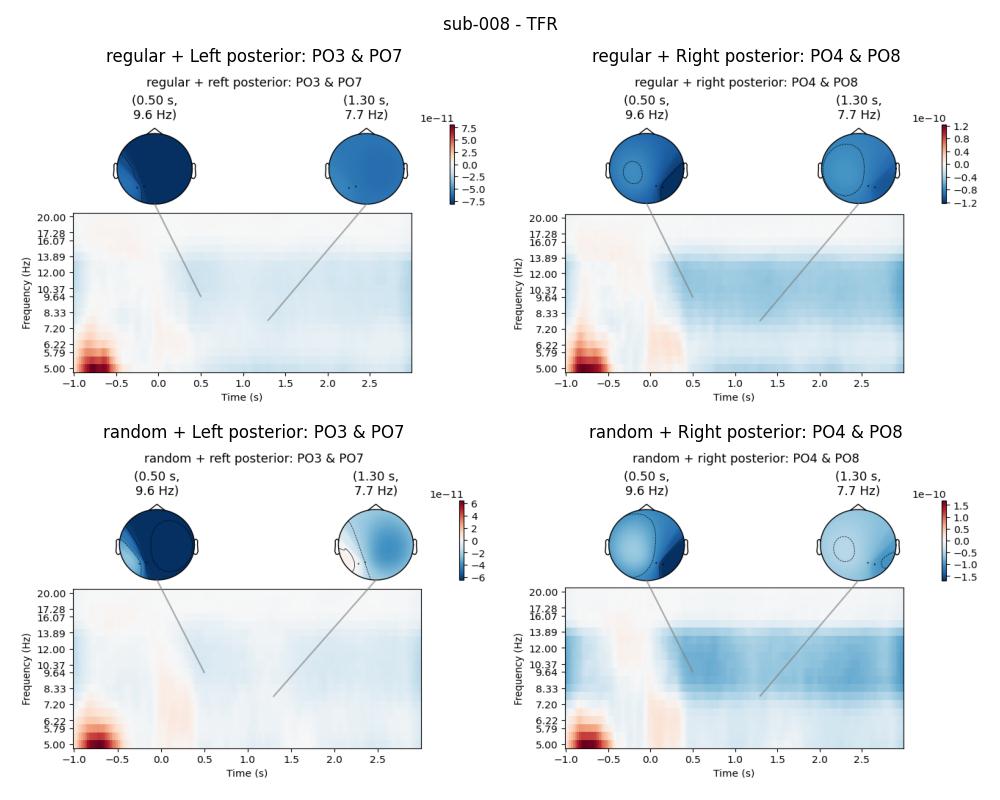 sub-008 - TFR
regular + Left posterior: PO3 & PO7
regular + reft posterior: PO3 & PO7
(0.50 s,
9.6 Hz)
(1.30 s,
7.7 Hz)
1e−11
7.5
5.0
2.5
0.0
−2.5
−5.0
−7.5
Frequency (Hz)
20.00
17.28
16.07
13.89
12.00
10.37
9.64
8.33
7.20
6.22
5.79
5.00
−1.0
−0.5
0.0
0.5
1.0
1.5
2.0
2.5
Time (s)
regular + Right posterior: PO4 & PO8
regular + right posterior: PO4 & PO8
(0.50 s,
9.6 Hz)
(1.30 s,
7.7 Hz)
1e−10
1.2
0.8
0.4
0.0
−0.4
−0.8
−1.2
Frequency (Hz)
20.00
17.28
16.07
13.89
12.00
10.37
9.64
8.33
7.20
6.22
5.79
5.00
−1.0
−0.5
0.0
0.5
1.0
1.5
2.0
2.5
Time (s)
random + Left posterior: PO3 & PO7
random + reft posterior: PO3 & PO7
(0.50 s,
9.6 Hz)
(1.30 s,
7.7 Hz)
1e−11
6
4
2
0
−2
−4
−6
Frequency (Hz)
20.00
17.28
16.07
13.89
12.00
10.37
9.64
8.33
7.20
6.22
5.79
5.00
−1.0
−0.5
0.0
0.5
1.0
1.5
2.0
2.5
Time (s)
random + Right posterior: PO4 & PO8
random + right posterior: PO4 & PO8
(0.50 s,
9.6 Hz)
(1.30 s,
7.7 Hz)
1e−10
1.5
1.0
0.5
0.0
−0.5
−1.0
−1.5
Frequency (Hz)
20.00
17.28
16.07
13.89
12.00
10.37
9.64
8.33
7.20
6.22
5.79
5.00
−1.0
−0.5
0.0
0.5
1.0
1.5
2.0
2.5
Time (s)